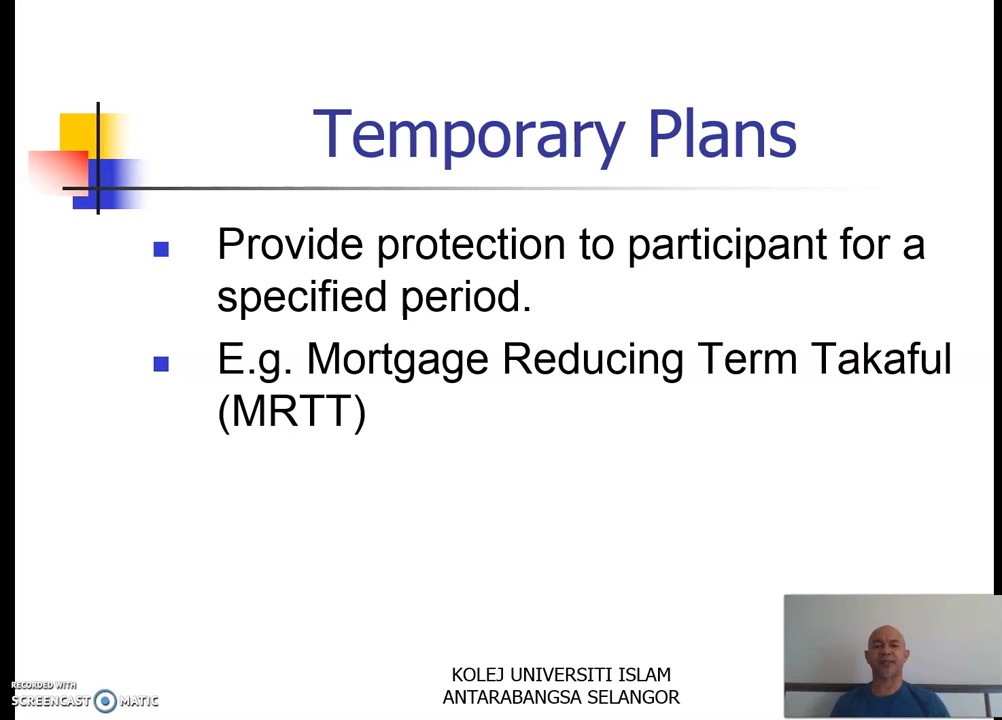 Temporary Plans
Provide protection to participant for a
specified period.
E.g. Mortgage Reducing Term Takaful
(MRTT)
KOLEJ UNIVERSITI ISLAM
ANTARABANGSA SELANGOR
RECORDED WITH
SCREENCAST MATIC